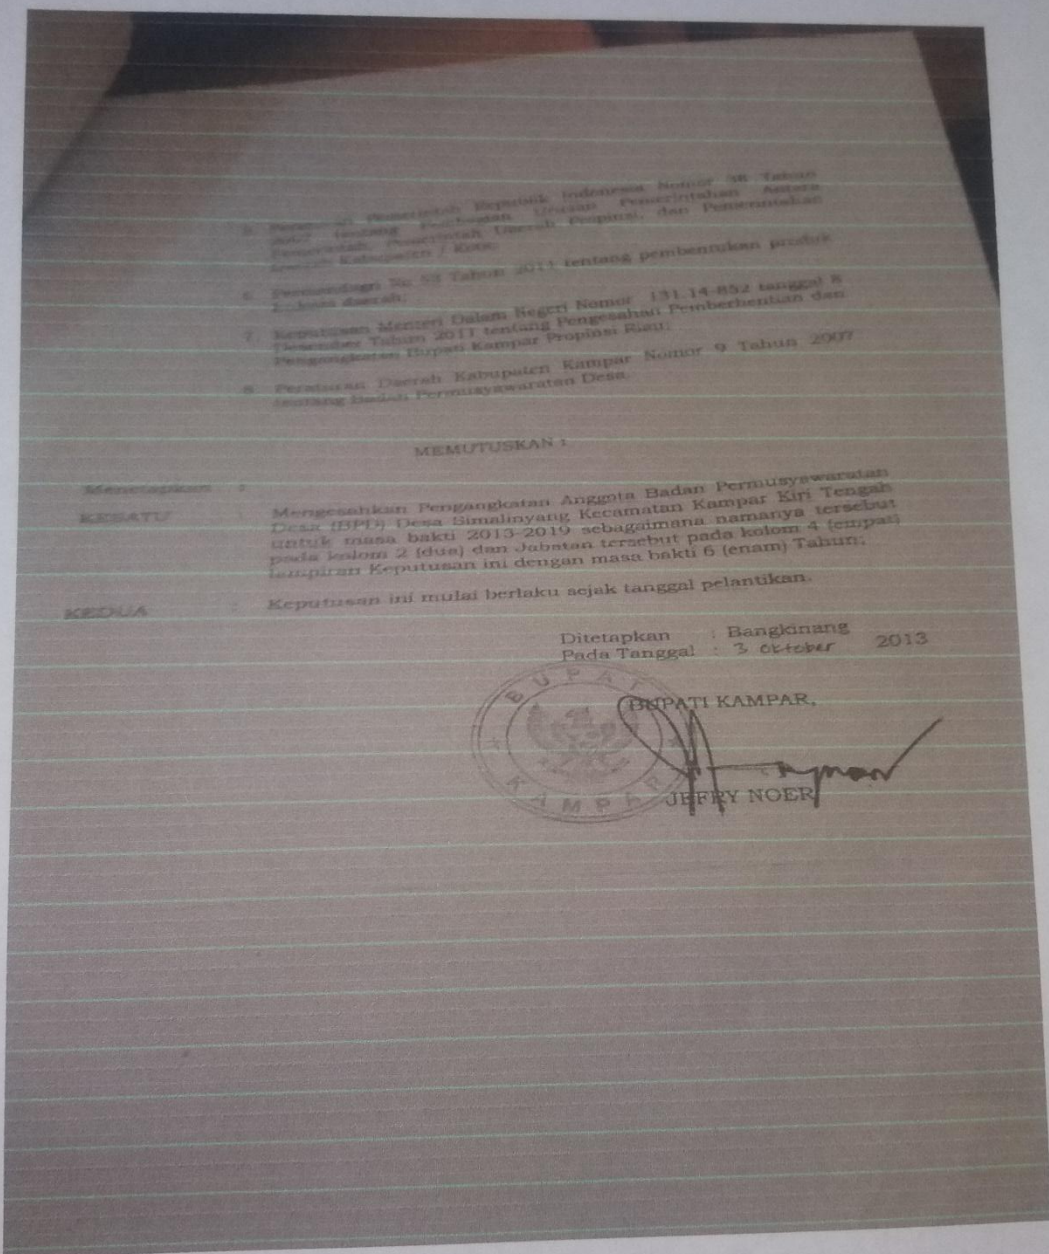 5. Peraturan Pemerintah Republik Indonesia Nomor 38 Tahun
2007 tentang Pembagian Urusan Pemerintahan Antara
Pemerintah, Pemerintah Daerah Propinsi, dan Pemerintahan
Daerah Kabupaten / Kota;
6. Permendagri No 53 Tahun 2011 tentang pembentukan produk
hukum daerah;
7. Keputusan Menteri Dalam Negeri Nomor 131.14-852 tanggal 8
Desember Tahun 2011 tentang Pengesahan Pemberhentian dan
Pengangkatan Bupati Kampar Propinsi Riau;
8. Peraturan Daerah Kabupaten Kampar Nomor 9 Tahun 2007
tentang Badan Permusyawaratan Desa.
MEMUTUSKAN :
Menetapkan :
KESATU : Mengesahkan Pengangkatan Anggota Badan Permusyawaratan
Desa (BPD) Desa Simalinyang Kecamatan Kampar Kiri Tengah
untuk masa bakti 2013-2019 sebagaimana namanya tersebut
pada kolom 2 (dua) dan Jabatan tersebut pada kolom 4 (empat)
lampiran Keputusan ini dengan masa bakti 6 (enam) Tahun;
KEDUA : Keputusan ini mulai berlaku sejak tanggal pelantikan.
Ditetapkan : Bangkinang
Pada Tanggal : 3 Oktober 2013
BUPATI KAMPAR,
BUPATI
KAMPAR
JEFRY NOER